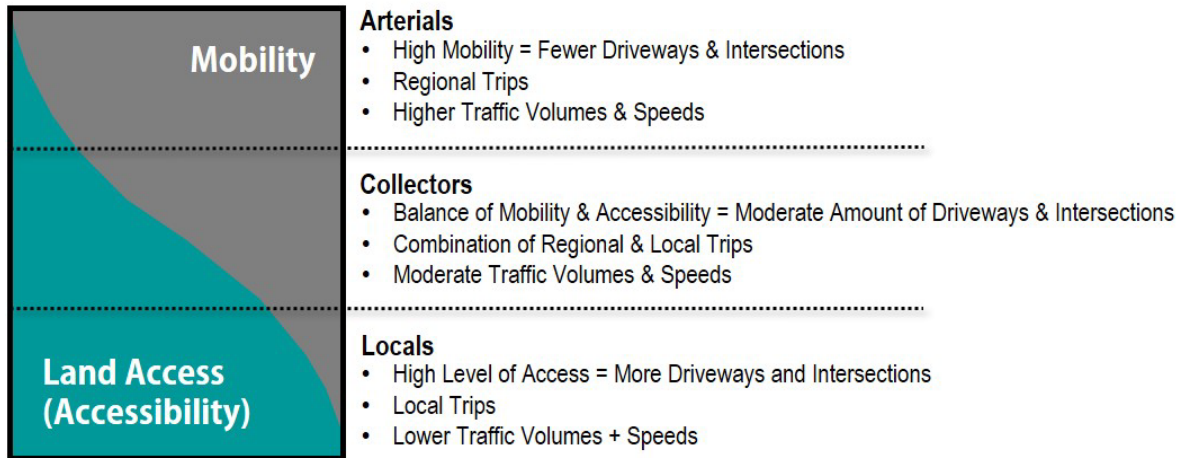 Mobility
Land Access
(Accessibility)
Arterials
• High Mobility = Fewer Driveways & Intersections
• Regional Trips
• Higher Traffic Volumes & Speeds
Collectors
• Balance of Mobility & Accessibility = Moderate Amount of Driveways & Intersections
• Combination of Regional & Local Trips
• Moderate Traffic Volumes & Speeds
Locals
• High Level of Access = More Driveways and Intersections
• Local Trips
• Lower Traffic Volumes + Speeds